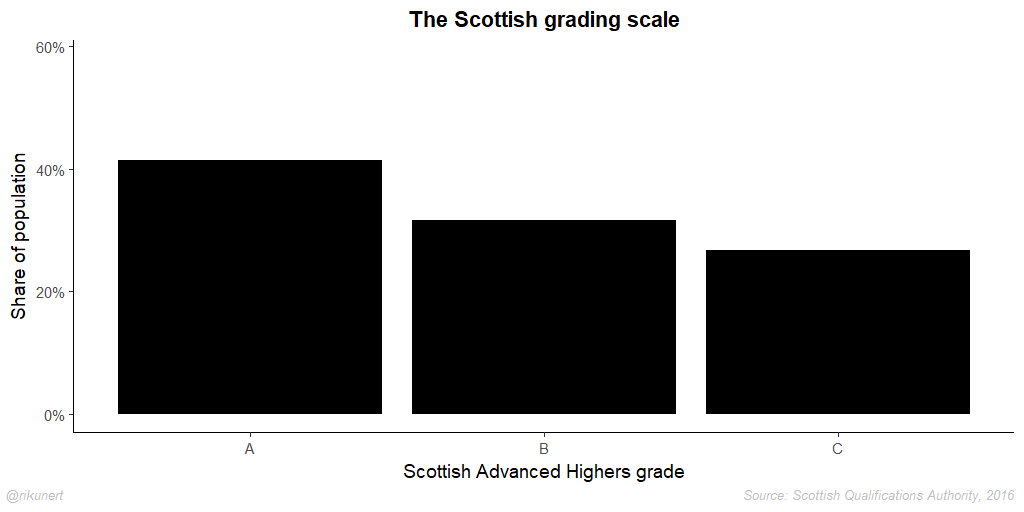 The Scottish grading scale
60%
40%
20%
0%
Share of population
A B C
Scottish Advanced Highers grade
@rikunert
Source: Scottish Qualifications Authority, 2016